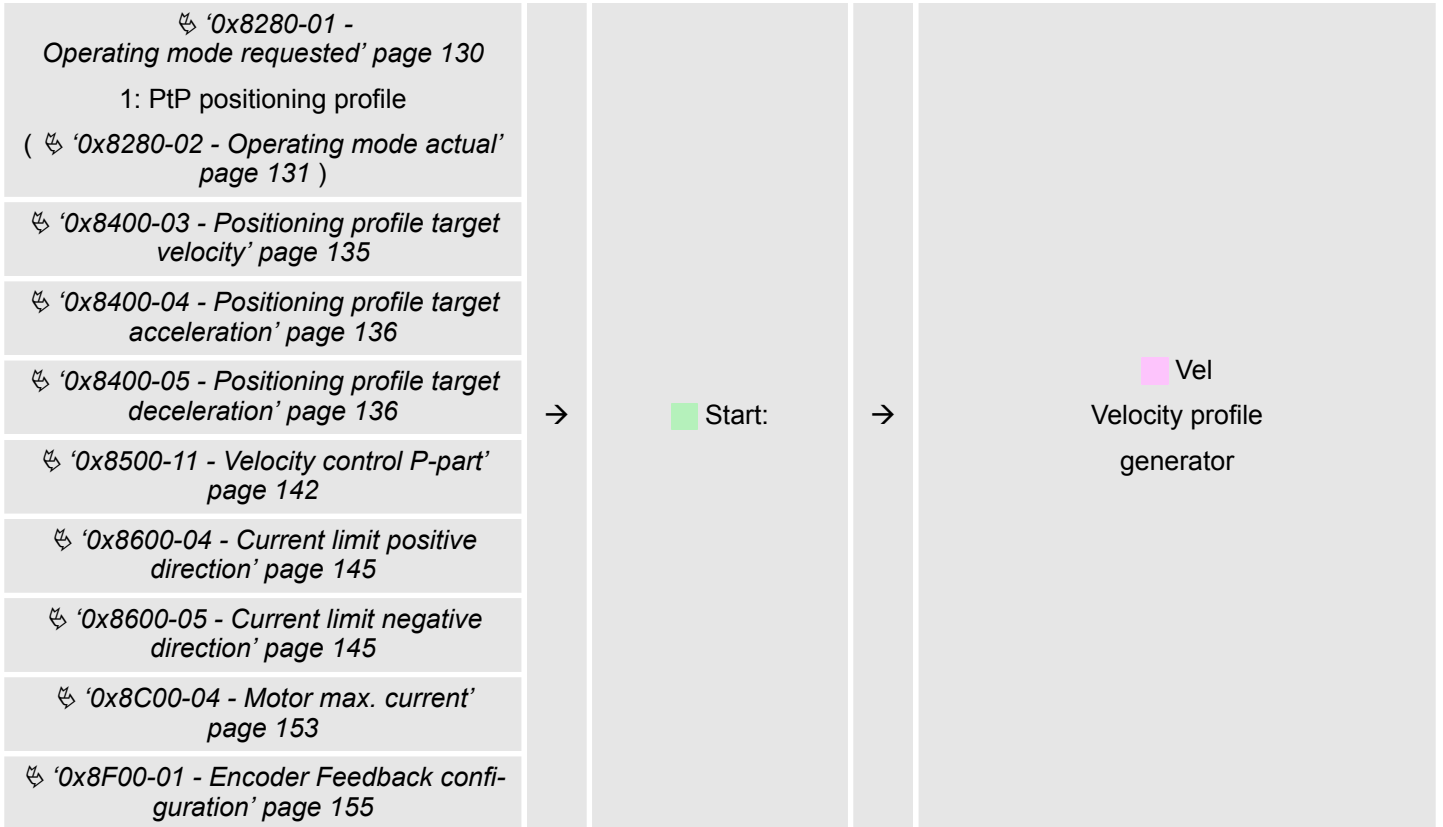 ↳ ‘0x8280-01 -
Operating mode requested’ page 130
1: PtP positioning profile
( ↳ ‘0x8280-02 - Operating mode actual’
page 131 )
↳ ‘0x8400-03 - Positioning profile target
velocity’ page 135
↳ ‘0x8400-04 - Positioning profile target
acceleration’ page 136
↳ ‘0x8400-05 - Positioning profile target
deceleration’ page 136
↳ ‘0x8500-11 - Velocity control P-part’
page 142
↳ ‘0x8600-04 - Current limit positive
direction’ page 145
↳ ‘0x8600-05 - Current limit negative
direction’ page 145
↳ ‘0x8C00-04 - Motor max. current’
page 153
↳ ‘0x8F00-01 - Encoder Feedback confi-
guration’ page 155
→
Start:
→
Vel
Velocity profile
generator